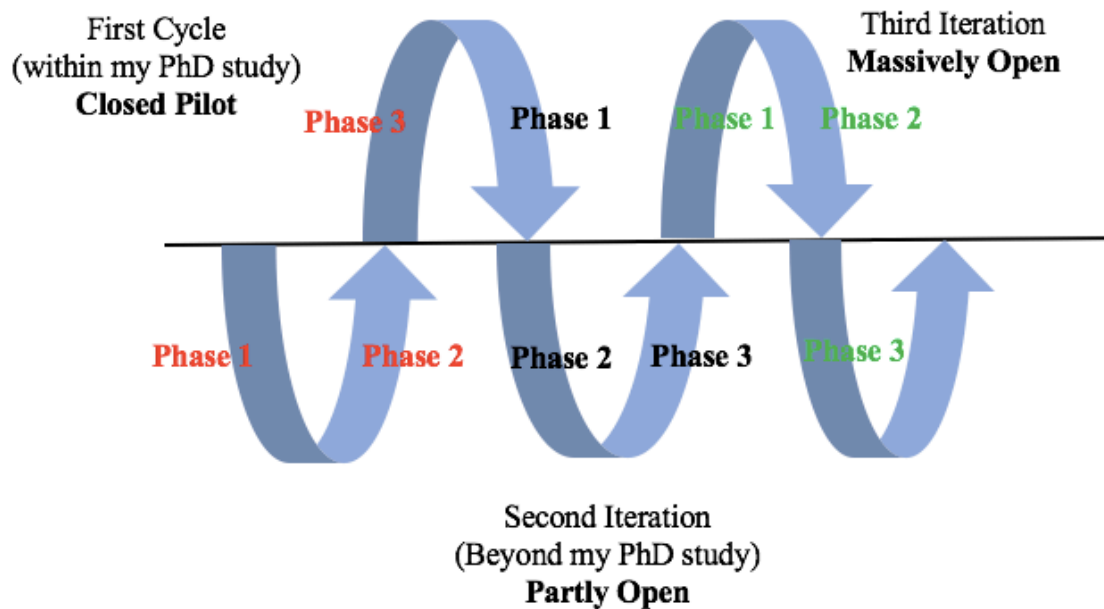 First Cycle
(within my PhD study)
Closed Pilot
Third Iteration
Massively Open
Phase 3
Phase 1
Phase 1
Phase 2
Phase 1
Phase 2
Phase 2
Phase 3
Phase 3
Second Iteration
(Beyond my PhD study)
Partly Open